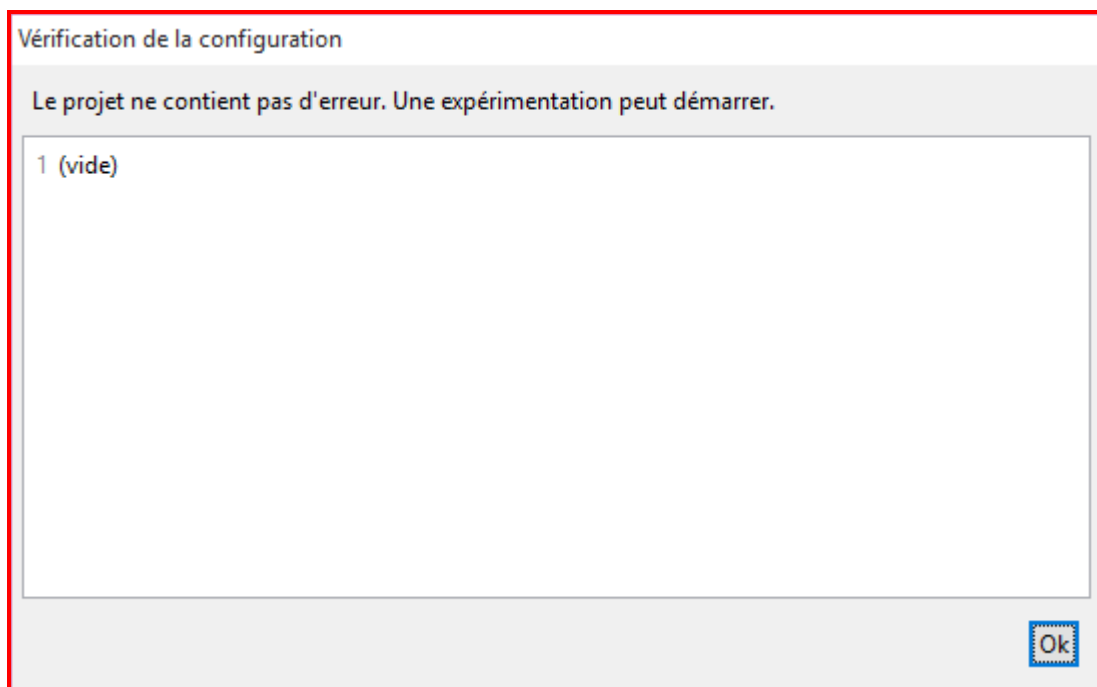 Vérification de la configuration
Le projet ne contient pas d'erreur. Une expérimentation peut démarrer.
1 (vide)
Ok